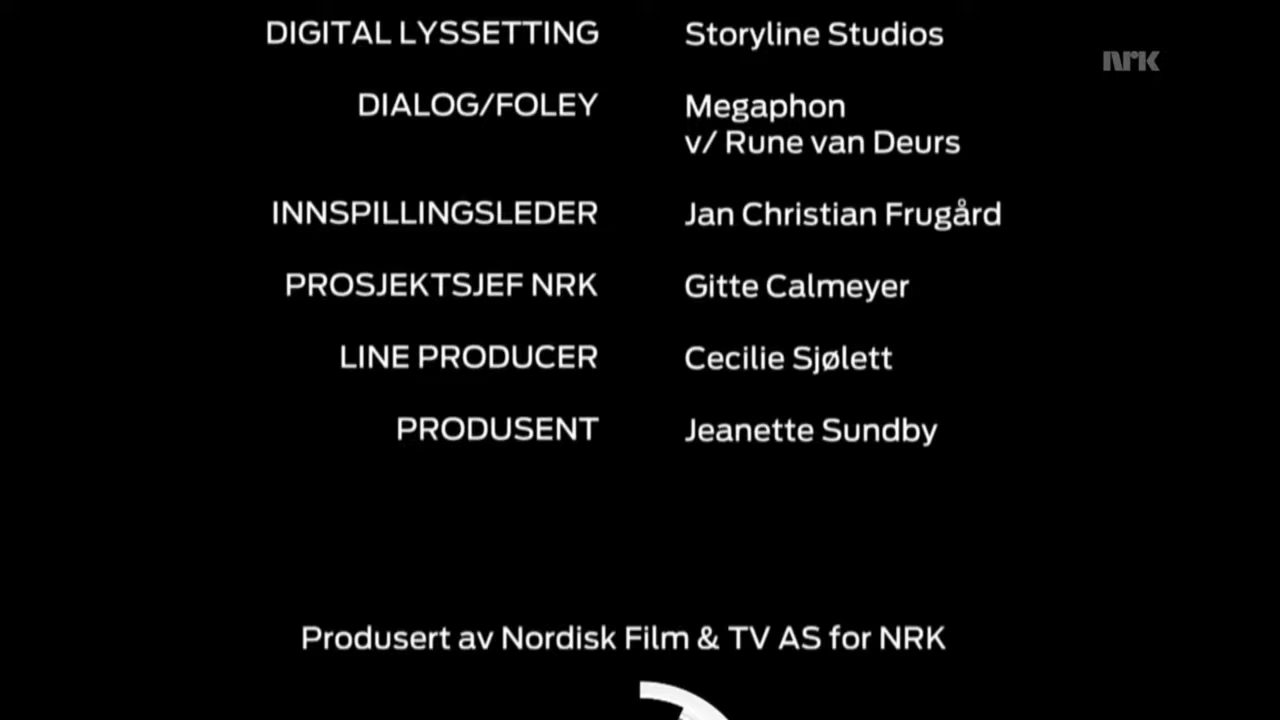 DIGITAL LYSSETTING Storyline Studios
nrk
DIALOG/FOLEY Megaphon
v/ Rune van Deurs
INNSPILLINGSLEDER Jan Christian Frugård
PROSJEKTSJEF NRK Gitte Calmeyer
LINE PRODUCER Cecilie Sjølett
PRODUSENT Jeanette Sundby
Produsert av Nordisk Film & TV AS for NRK